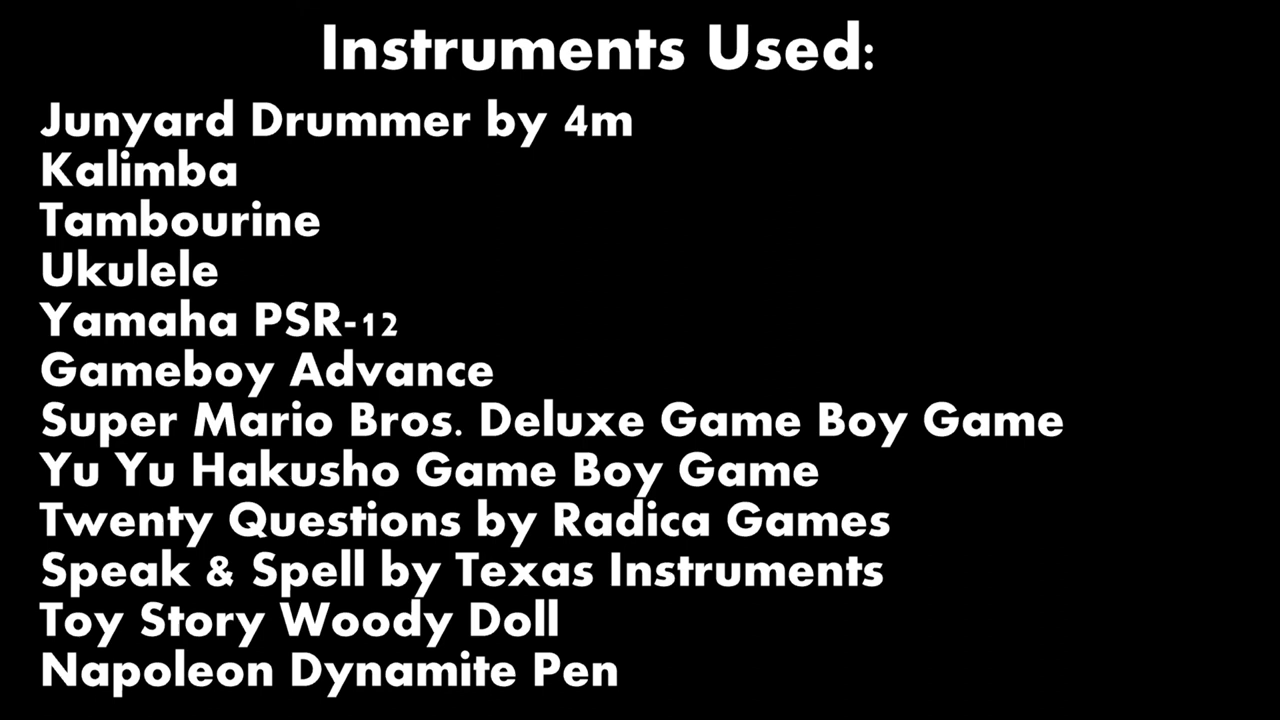 Instruments Used:
Junyard Drummer by 4m
Kalimba
Tambourine
Ukulele
Yamaha PSR-12
Gameboy Advance
Super Mario Bros. Deluxe Game Boy Game
Yu Yu Hakusho Game Boy Game
Twenty Questions by Radica Games
Speak & Spell by Texas Instruments
Toy Story Woody Doll
Napoleon Dynamite Pen